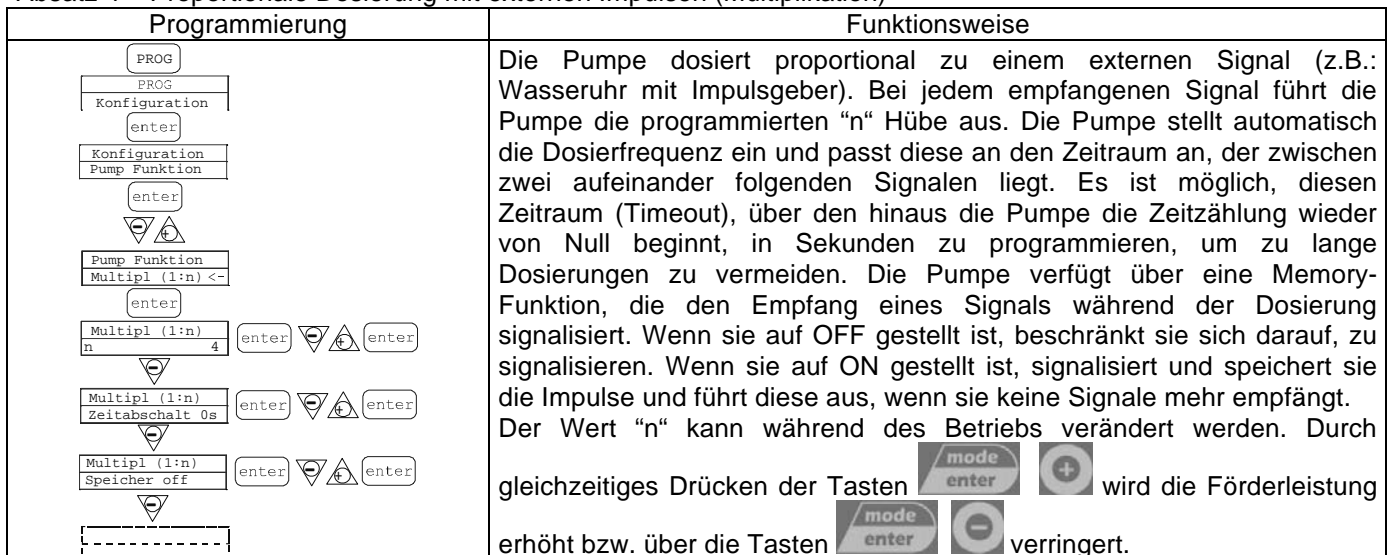 Absatz 4 – Proportionale Dosierung mit externen Impulsen (Multiplikation)
Programmierung
Funktionsweise
PROG
PROG
Konfiguration
enter
Konfiguration
Pump Funktion
enter
- +
Pump Funktion
Multipl (1:n) <-
enter
Multipl (1:n)
n 4
enter - + enter
-
Multipl (1:n)
Zeitabschalt 0s
enter - + enter
-
Multipl (1:n)
Speicher off
enter - + enter
-
Die Pumpe dosiert proportional zu einem externen Signal (z.B.:
Wasseruhr mit Impulsgeber). Bei jedem empfangenen Signal führt die
Pumpe die programmierten “n“ Hübe aus. Die Pumpe stellt automatisch
die Dosierfrequenz ein und passt diese an den Zeitraum an, der zwischen
zwei aufeinander folgenden Signalen liegt. Es ist möglich, diesen
Zeitraum (Timeout), über den hinaus die Pumpe die Zeitzählung wieder
von Null beginnt, in Sekunden zu programmieren, um zu lange
Dosierungen zu vermeiden. Die Pumpe verfügt über eine Memory-
Funktion, die den Empfang eines Signals während der Dosierung
signalisiert. Wenn sie auf OFF gestellt ist, beschränkt sie sich darauf, zu
signalisieren. Wenn sie auf ON gestellt ist, signalisiert und speichert sie
die Impulse und führt diese aus, wenn sie keine Signale mehr empfängt.
Der Wert “n“ kann während des Betriebs verändert werden. Durch
gleichzeitiges Drücken der Tasten mode enter + wird die Förderleistung
erhöht bzw. über die Tasten mode enter - verringert.